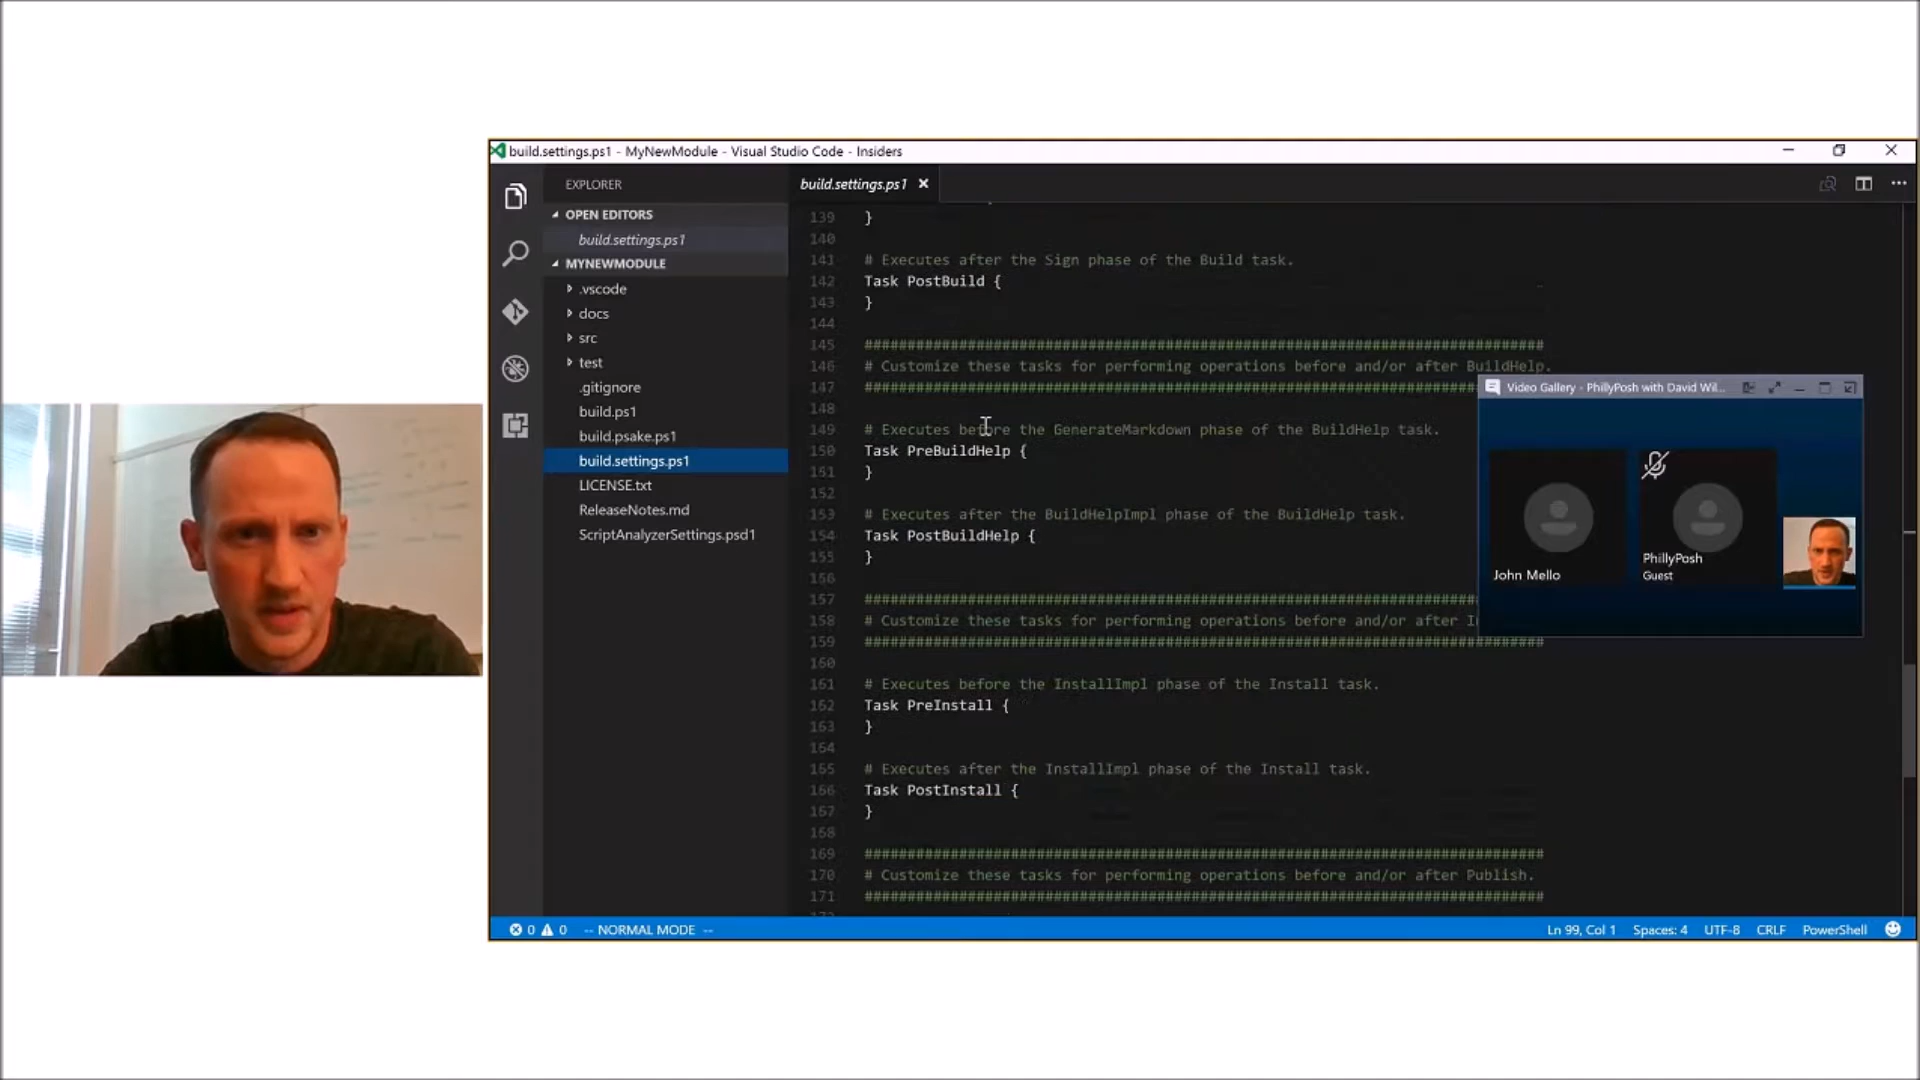 build.settings.ps1 - MyNewModule - Visual Studio Code - Insiders
EXPLORER
OPEN EDITORS
build.settings.ps1
MYNEWMODULE
.vscode
docs
src
test
.gitignore
build.ps1
build.psake.ps1
build.settings.ps1
LICENSE.txt
ReleaseNotes.md
ScriptAnalyzerSettings.psd1
build.settings.ps1
139 }
140
141 # Executes after the Sign phase of the Build task.
142 Task PostBuild {
143 }
144
145 ################################################################################
146 # Customize these tasks for performing operations before and/or after BuildHelp.
147 ########################################################################
148
149 # Executes before the GenerateMarkdown phase of the BuildHelp task.
150 Task PreBuildHelp {
151 }
152
153 # Executes after the BuildHelpImpl phase of the BuildHelp task.
154 Task PostBuildHelp {
155 }
156
157 ########################################################################
158 # Customize these tasks for performing operations before and/or after I
159 ################################################################################
160
161 # Executes before the InstallImpl phase of the Install task.
162 Task PreInstall {
163 }
164
165 # Executes after the InstallImpl phase of the Install task.
166 Task PostInstall {
167 }
168
169 ################################################################################
170 # Customize these tasks for performing operations before and/or after Publish.
171 ################################################################################
Video Gallery - PhillyPosh with David Wil...
John Mello
PhillyPosh
Guest
0 0 -- NORMAL MODE --
Ln 99, Col 1 Spaces: 4 UTF-8 CRLF PowerShell